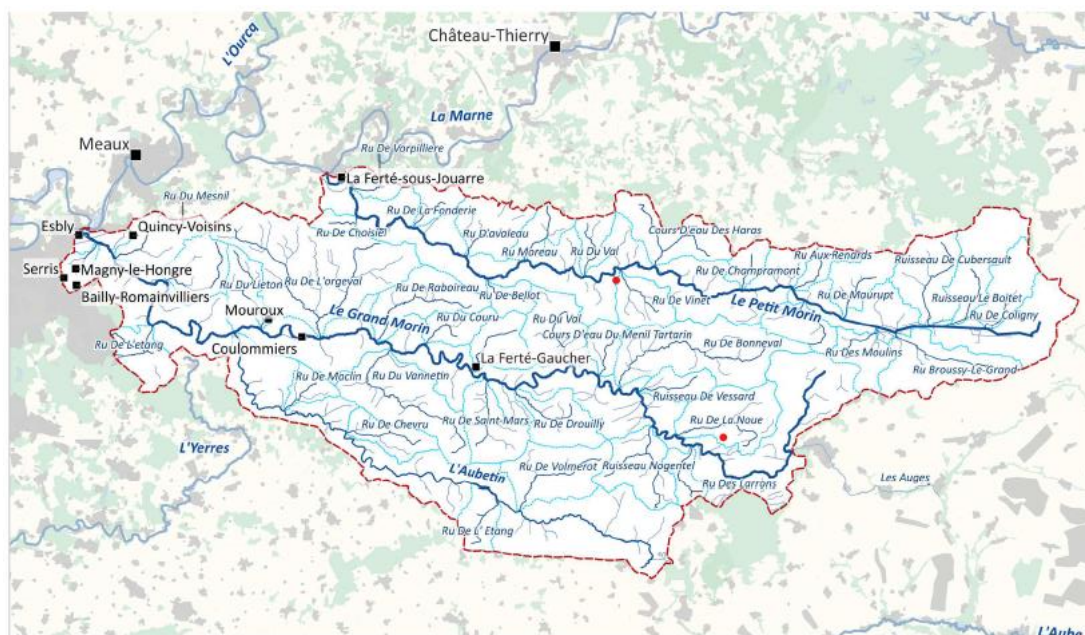 Château-Thierry
L'Ourcq
La Marne
Meaux
Ru De Vorpilliere
La Ferté-sous-Jouarre
Ru Du Mesnil
Esbly
Quincy-Voisins
Ru De La Fonderie
Ru De Choisiel
Ru D'avaleau
Cours D'eau Des Haras
Ru Moreau
Ru Du Val
Ru Aux Renards
Ruisseau De Cubersault
Serris
Magny-le-Hongre
Ru De Champramont
Bailly-Romainvilliers
Ru Du Lieton
Ru De L'orgeval
Ru De Raboireau
Ru De Bellot
Ru De Vinet
Le Petit Morin
Ru De Maurupt
Ruisseau Le Boitet
Ru De Coligny
Mouroux
Le Grand Morin
Ru Du Couru
Ru Du Val
Cours D'eau Du Menil Tartarin
Ru De L'etang
Coulommiers
Ru De Bonneval
Ru Des Moulins
La Ferté-Gaucher
Ru Broussy-Le-Grand
Ru De Moclin
Ru Du Vannetin
Ruisseau De Vessard
Ru De Chevru
Ru De Saint-Mars
Ru De Drouilly
Ru De La Noue
L'Yerres
L'Aubetin
Ru De Volmerot
Ruisseau Nogentel
Ru Des Larrons
Les Auges
Ru De L' Etang
L'Aube